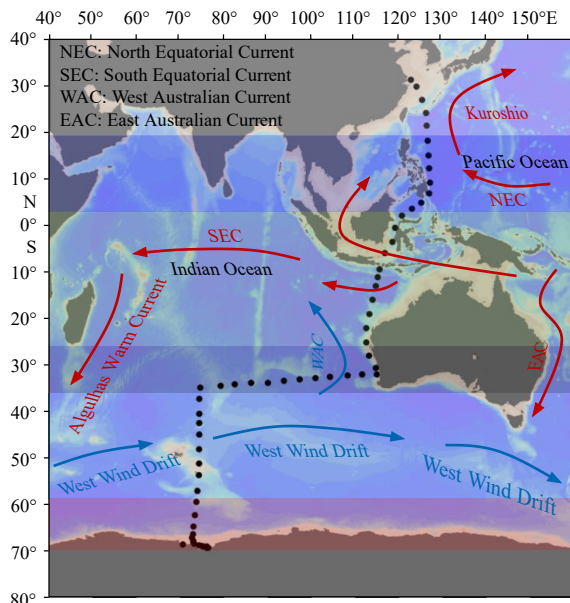 40° 50° 60° 70° 80° 90° 100° 110° 120° 130° 140° 150°E
40°
NEC: North Equatorial Current
30°
SEC: South Equatorial Current
WAC: West Australian Current
20°
EAC: East Australian Current
Kuroshio
Pacific Ocean
10°
NEC
N
0°
S
SEC
10°
Indian Ocean
20°
Algulhas Warm Current
WAC
EAC
30°
40°
50°
West Wind Drift
West Wind Drift
West Wind Drift
60°
70°
80°